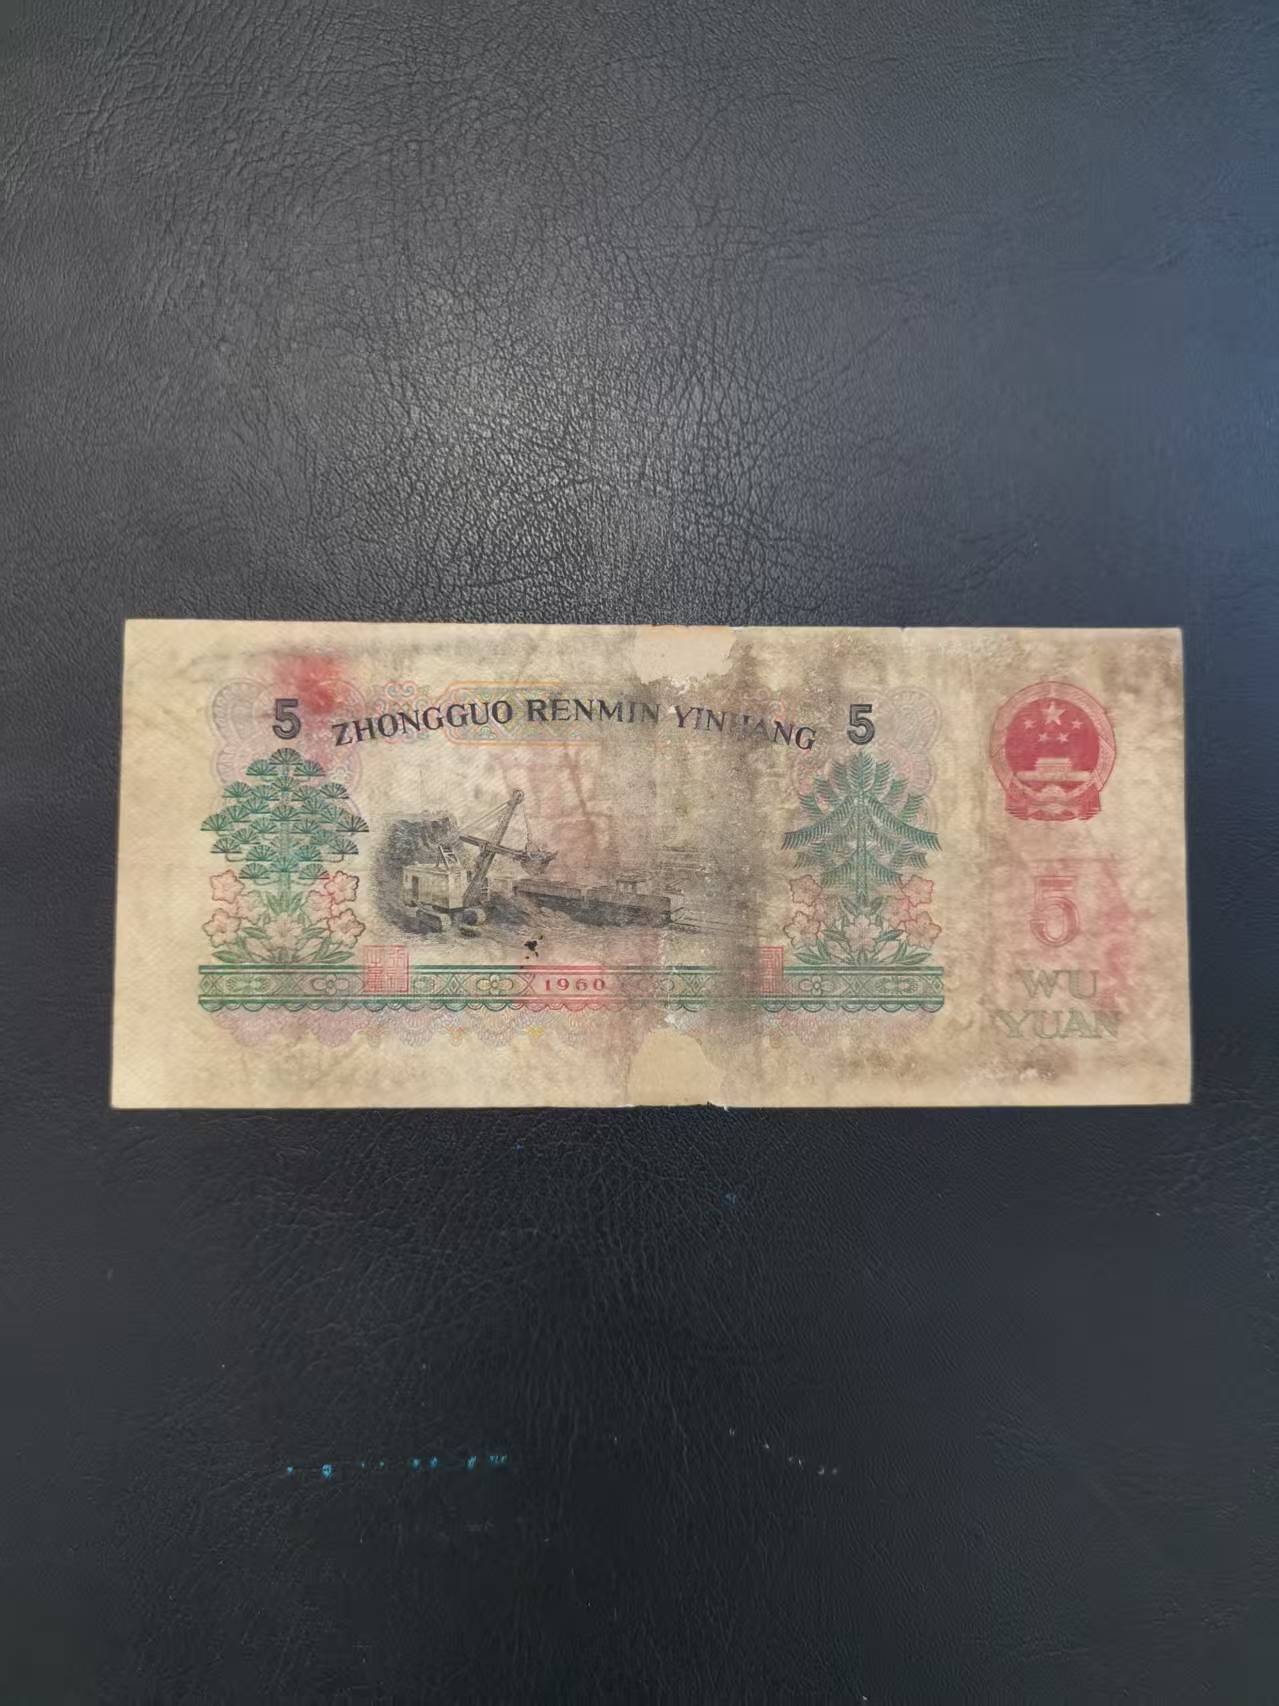 5 ZHONGGUO RENMIN YINHANG 5
5
WU
YUAN
1960